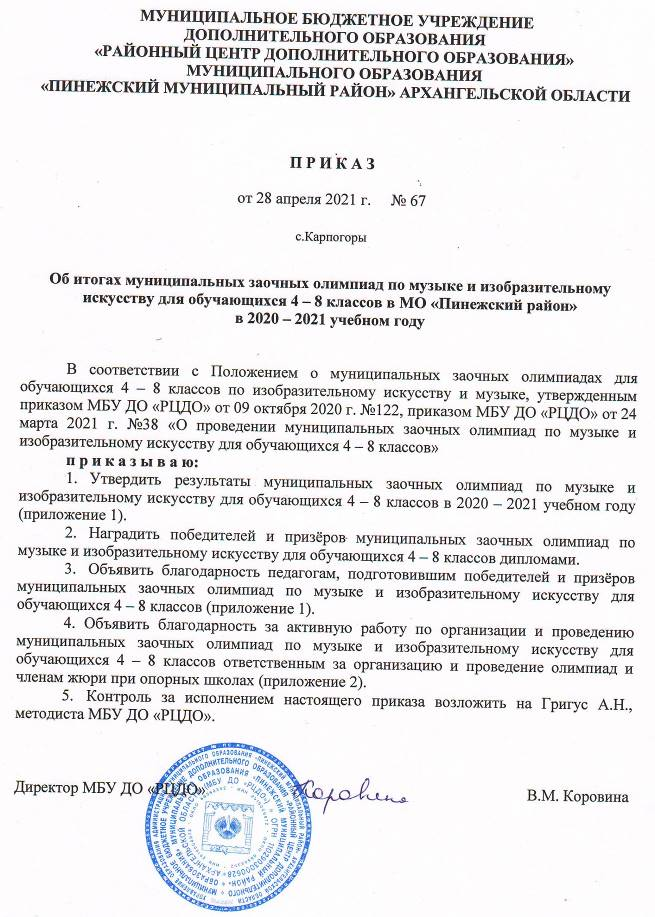 МУНИЦИПАЛЬНОЕ БЮДЖЕТНОЕ УЧРЕЖДЕНИЕ
ДОПОЛНИТЕЛЬНОГО ОБРАЗОВАНИЯ
«РАЙОННЫЙ ЦЕНТР ДОПОЛНИТЕЛЬНОГО ОБРАЗОВАНИЯ»
МУНИЦИПАЛЬНОГО ОБРАЗОВАНИЯ
«ПИНЕЖСКИЙ МУНИЦИПАЛЬНЫЙ РАЙОН» АРХАНГЕЛЬСКОЙ ОБЛАСТИ
П Р И К А З
от 28 апреля 2021 г. № 67
с.Карпогоры
Об итогах муниципальных заочных олимпиад по музыке и изобразительному
искусству для обучающихся 4 – 8 классов в МО «Пинежский район»
в 2020 – 2021 учебном году
В соответствии с Положением о муниципальных заочных олимпиадах для
обучающихся 4 – 8 классов по изобразительному искусству и музыке, утвержденным
приказом МБУ ДО «РЦДО» от 09 октября 2020 г. №122, приказом МБУ ДО «РЦДО» от 24
марта 2021 г. №38 «О проведении муниципальных заочных олимпиад по музыке и
изобразительному искусству для обучающихся 4 – 8 классов»
п р и к а з ы в а ю:
1. Утвердить результаты муниципальных заочных олимпиад по музыке и
изобразительному искусству для обучающихся 4 – 8 классов в 2020 – 2021 учебном году
(приложение 1).
2. Наградить победителей и призёров муниципальных заочных олимпиад по
музыке и изобразительному искусству для обучающихся 4 – 8 классов дипломами.
3. Объявить благодарность педагогам, подготовившим победителей и призёров
муниципальных заочных олимпиад по музыке и изобразительному искусству для
обучающихся 4 – 8 классов (приложение 1).
4. Объявить благодарность за активную работу по организации и проведению
муниципальных заочных олимпиад по музыке и изобразительному искусству для
обучающихся 4 – 8 классов ответственным за организацию и проведение олимпиад и
членам жюри при опорных школах (приложение 2).
5. Контроль за исполнением настоящего приказа возложить на Григус А.Н.,
методиста МБУ ДО «РЦДО».
Директор МБУ ДО «РЦДО» Коровина В.М. Коровина